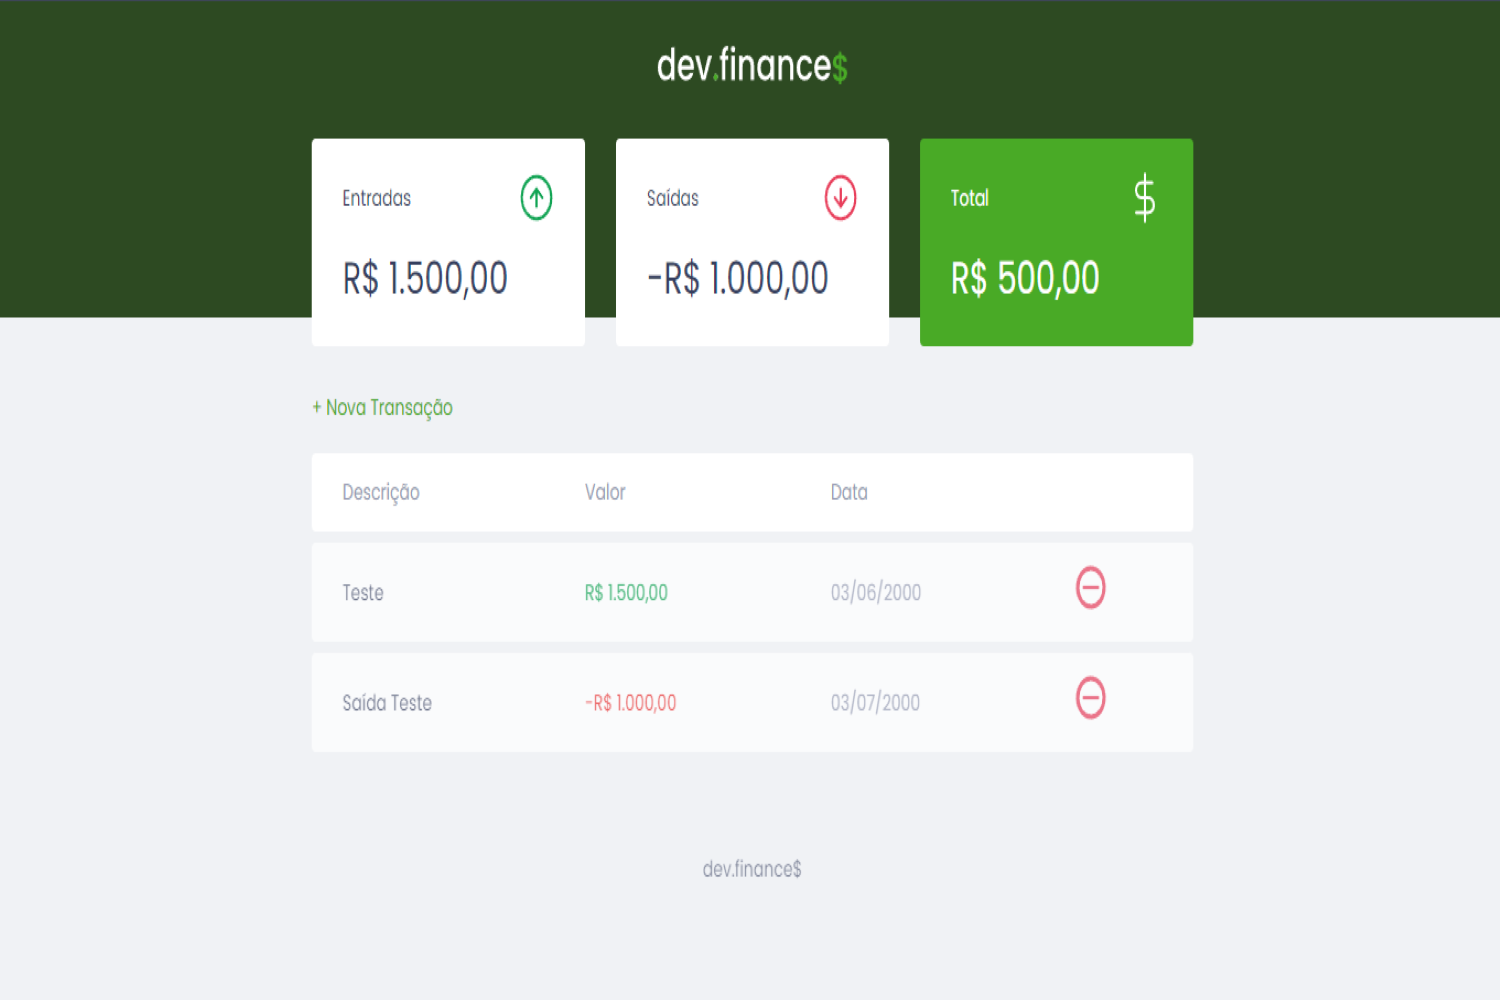 dev.finance$
Entradas
R$ 1.500,00
Saídas
-R$ 1.000,00
Total
$
R$ 500,00
+ Nova Transação
Descrição Valor Data
Teste R$ 1.500,00 03/06/2000
Saída Teste -R$ 1.000,00 03/07/2000
dev.finance$